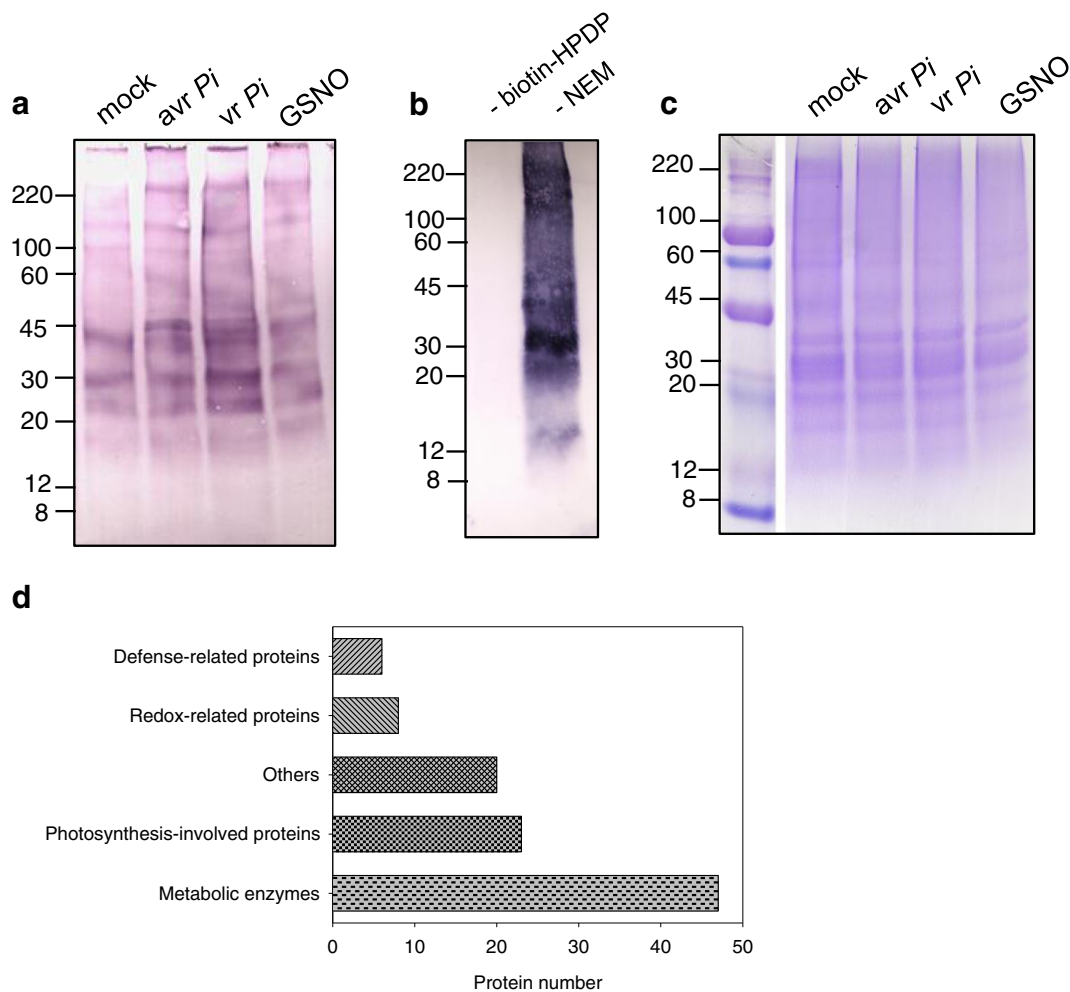 a
mock
avr Pi
vr Pi
GSNO
220
100
60
45
30
20
12
8
b
- biotin-HPDP
- NEM
220
100
60
45
30
20
12
8
c
mock
avr Pi
vr Pi
GSNO
220
100
60
45
30
20
12
8
d
Defense-related proteins
Redox-related proteins
Others
Photosynthesis-involved proteins
Metabolic enzymes
0 10 20 30 40 50
Protein number